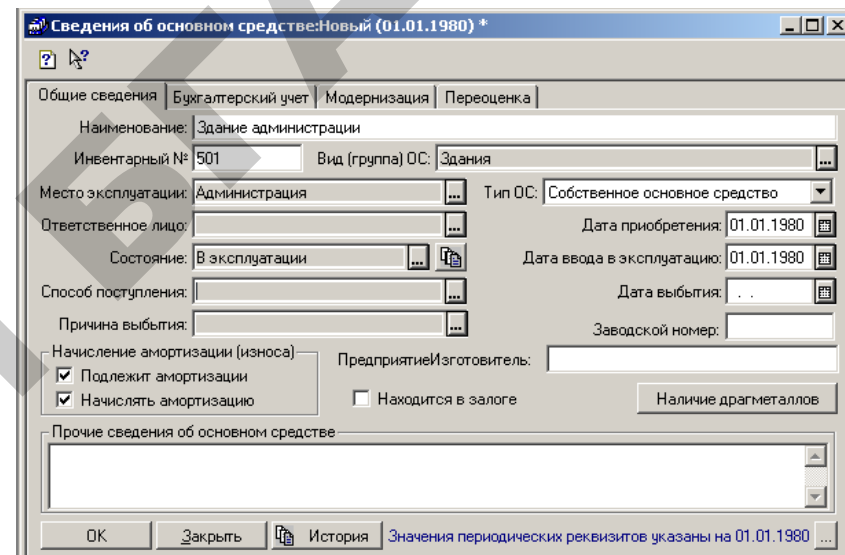 Сведения об основном средстве:Новый (01.01.1980) *
Общие сведения Бухгалтерский учет Модернизация Переоценка
Наименование: Здание администрации
Инвентарный № 501 Вид (группа) ОС: Здания ...
Место эксплуатации: Администрация ... Тип ОС: Собственное основное средство
Ответственное лицо: ... Дата приобретения: 01.01.1980
Состояние: В эксплуатации ... Дата ввода в эксплуатацию: 01.01.1980
Способ поступления: ... Дата выбытия: . .
Причина выбытия: ... Заводской номер:
Начисление амортизации (износа) ПредприятиеИзготовитель:
Подлежит амортизации
Начислять амортизацию Находится в залоге Наличие драгметаллов
Прочие сведения об основном средстве
OK Закрыть История Значения периодических реквизитов указаны на 01.01.1980 ...